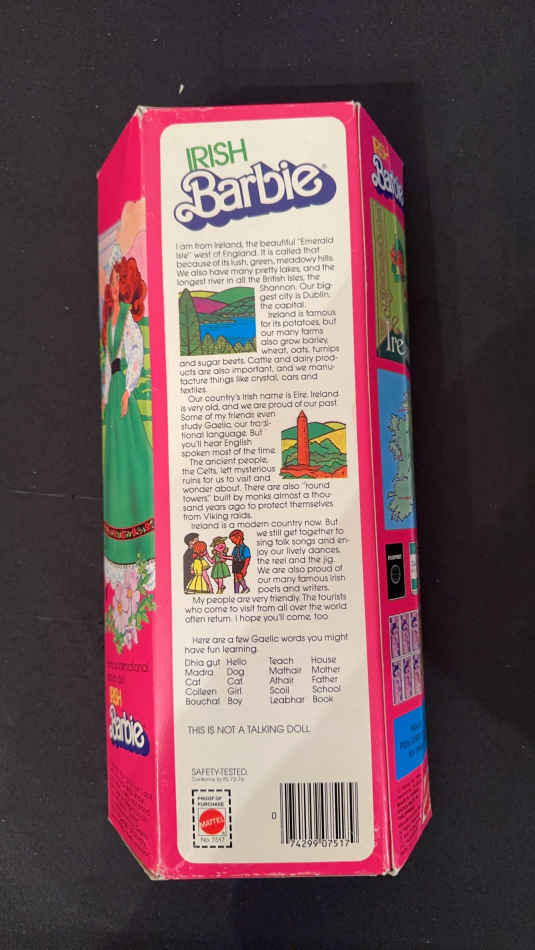 IRISH
Barbie®
I am from Ireland, the beautiful "Emerald
Isle" west of England. It is called that
because of its lush, green, meadowy hills.
We also have many pretty lakes, and the
longest river in all the British Isles, the
Shannon. Our big-
gest city is Dublin,
the capital.
Ireland is famous
for its potatoes, but
our many farms
also grow barley,
wheat, oats, turnips
and sugar beets. Cattle and dairy prod-
ucts are also important, and we manu-
facture things like crystal, cars and
textiles.
Our country's Irish name is Eire. Ireland
is very old, and we are proud of our past.
Some of my friends even
study Gaelic, our tradi-
tional language. But
you'll hear English
spoken most of the time.
The ancient people,
the Celts, left mysterious
ruins for us to visit and
wonder about. There are also "round
towers," built by monks almost a thou-
sand years ago to protect themselves
from Viking raids.
Ireland is a modern country now. But
we still get together to
sing folk songs and en-
joy our lively dances,
the reel and the jig.
We are also proud of
our many famous Irish
poets and writers.
My people are very friendly. The tourists
who come to visit from all over the world
often return. I hope you'll come, too.
Here are a few Gaelic words you might
have fun learning.
Dhia gut Hello Teach House
Madra Dog Mathair Mother
Cat Cat Athair Father
Colleen Girl Scoil School
Bouchal Boy Leabhar Book
THIS IS NOT A TALKING DOLL.
SAFETY-TESTED.
PROOF OF
PURCHASE
MATTEL
No. 7517
0 74299 07517
IRISH
Barbie
IRISH
Ire